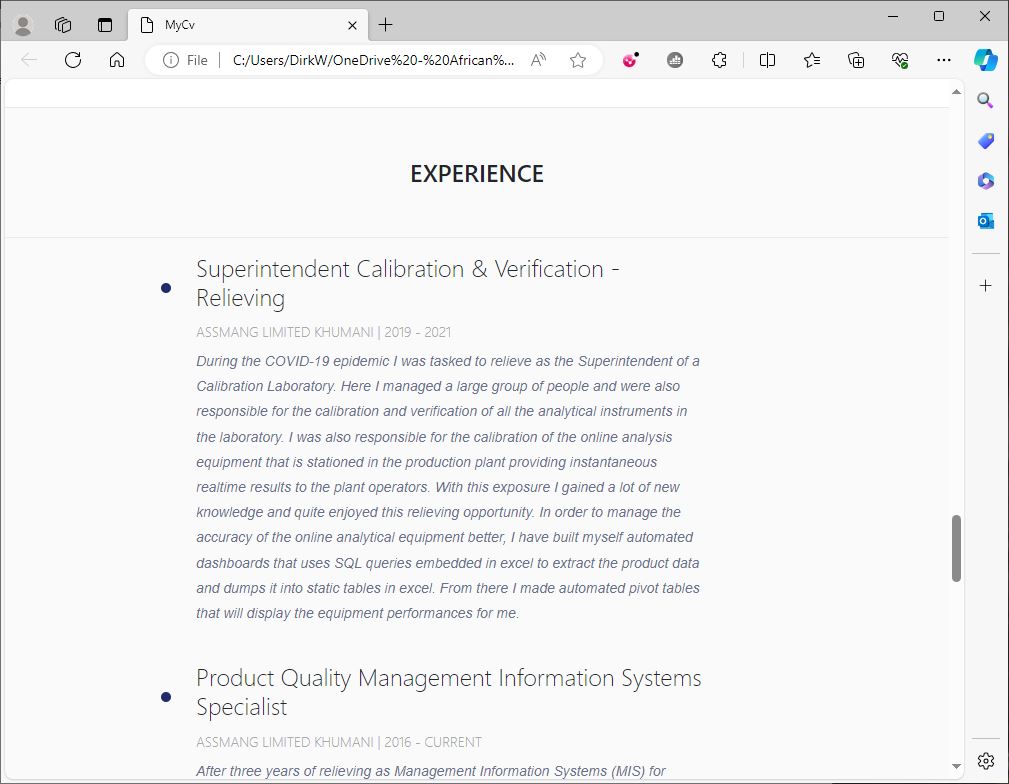 MyCv
File
C:/Users/DirkW/OneDrive%20-%20African%...
EXPERIENCE
Superintendent Calibration & Verification -
Relieving
ASSMANG LIMITED KHUMANI | 2019 - 2021
During the COVID-19 epidemic I was tasked to relieve as the Superintendent of a
Calibration Laboratory. Here I managed a large group of people and were also
responsible for the calibration and verification of all the analytical instruments in
the laboratory. I was also responsible for the calibration of the online analysis
equipment that is stationed in the production plant providing instantaneous
realtime results to the plant operators. With this exposure I gained a lot of new
knowledge and quite enjoyed this relieving opportunity. In order to manage the
accuracy of the online analytical equipment better, I have built myself automated
dashboards that uses SQL queries embedded in excel to extract the product data
and dumps it into static tables in excel. From there I made automated pivot tables
that will display the equipment performances for me.
Product Quality Management Information Systems
Specialist
ASSMANG LIMITED KHUMANI | 2016 - CURRENT
After three years of relieving as Management Information Systems (MIS) for